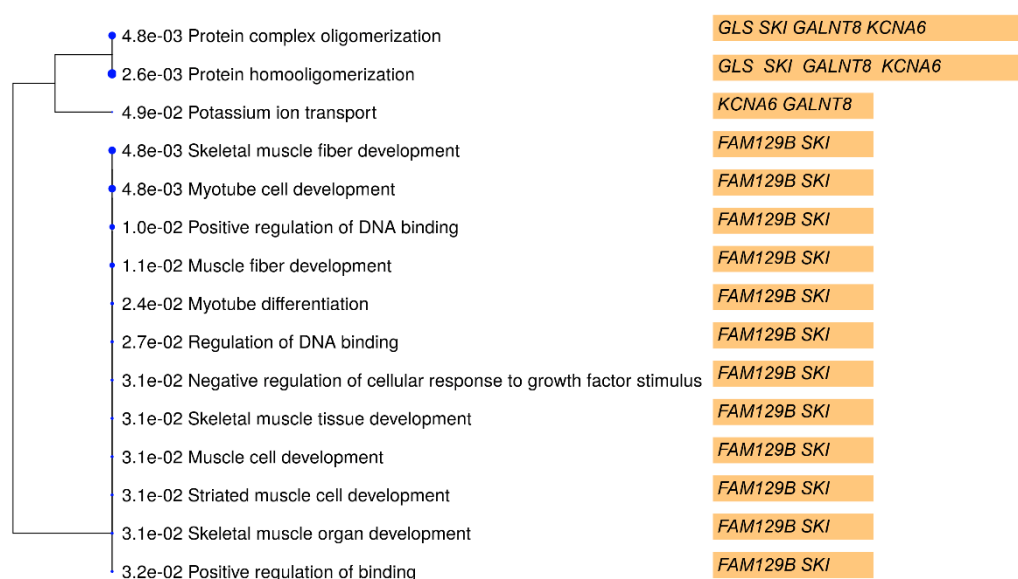 4.8e-03 Protein complex oligomerization GLS SKI GALNT8 KCNA6
2.6e-03 Protein homooligomerization GLS SKI GALNT8 KCNA6
4.9e-02 Potassium ion transport KCNA6 GALNT8
4.8e-03 Skeletal muscle fiber development FAM129B SKI
4.8e-03 Myotube cell development FAM129B SKI
1.0e-02 Positive regulation of DNA binding FAM129B SKI
1.1e-02 Muscle fiber development FAM129B SKI
2.4e-02 Myotube differentiation FAM129B SKI
2.7e-02 Regulation of DNA binding FAM129B SKI
3.1e-02 Negative regulation of cellular response to growth factor stimulus FAM129B SKI
3.1e-02 Skeletal muscle tissue development FAM129B SKI
3.1e-02 Muscle cell development FAM129B SKI
3.1e-02 Striated muscle cell development FAM129B SKI
3.1e-02 Skeletal muscle organ development FAM129B SKI
3.2e-02 Positive regulation of binding FAM129B SKI